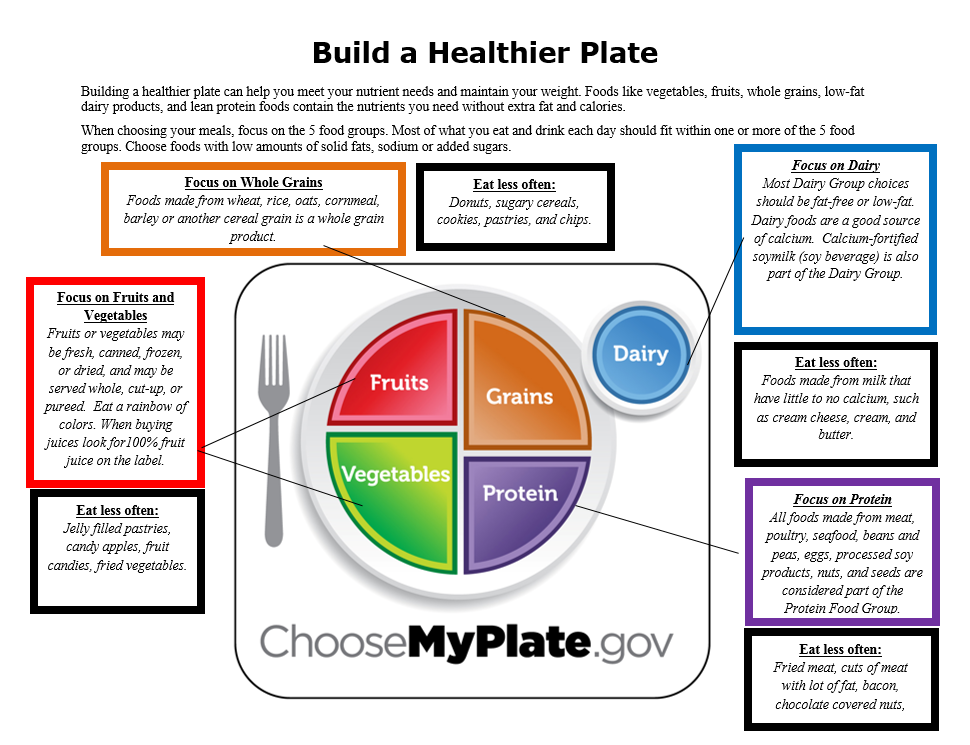 Build a Healthier Plate
Building a healthier plate can help you meet your nutrient needs and maintain your weight. Foods like vegetables, fruits, whole grains, low-fat
dairy products, and lean protein foods contain the nutrients you need without extra fat and calories.
When choosing your meals, focus on the 5 food groups. Most of what you eat and drink each day should fit within one or more of the 5 food
groups. Choose foods with low amounts of solid fats, sodium or added sugars.
Focus on Whole Grains
Foods made from wheat, rice, oats, cornmeal,
barley or another cereal grain is a whole grain
product.
Eat less often:
Donuts, sugary cereals,
cookies, pastries, and chips.
Focus on Dairy
Most Dairy Group choices
should be fat-free or low-fat.
Dairy foods are a good source
of calcium. Calcium-fortified
soymilk (soy beverage) is also
part of the Dairy Group.
Focus on Fruits and
Vegetables
Fruits or vegetables may
be fresh, canned, frozen,
or dried, and may be
served whole, cut-up, or
pureed. Eat a rainbow of
colors. When buying
juices look for100% fruit
juice on the label.
Fruits
Grains
Dairy
Vegetables
Protein
Eat less often:
Foods made from milk that
have little to no calcium, such
as cream cheese, cream, and
butter.
Eat less often:
Jelly filled pastries,
candy apples, fruit
candies, fried vegetables.
Focus on Protein
All foods made from meat,
poultry, seafood, beans and
peas, eggs, processed soy
products, nuts, and seeds are
considered part of the
Protein Food Group.
ChooseMyPlate.gov
Eat less often:
Fried meat, cuts of meat
with lot of fat, bacon,
chocolate covered nuts,